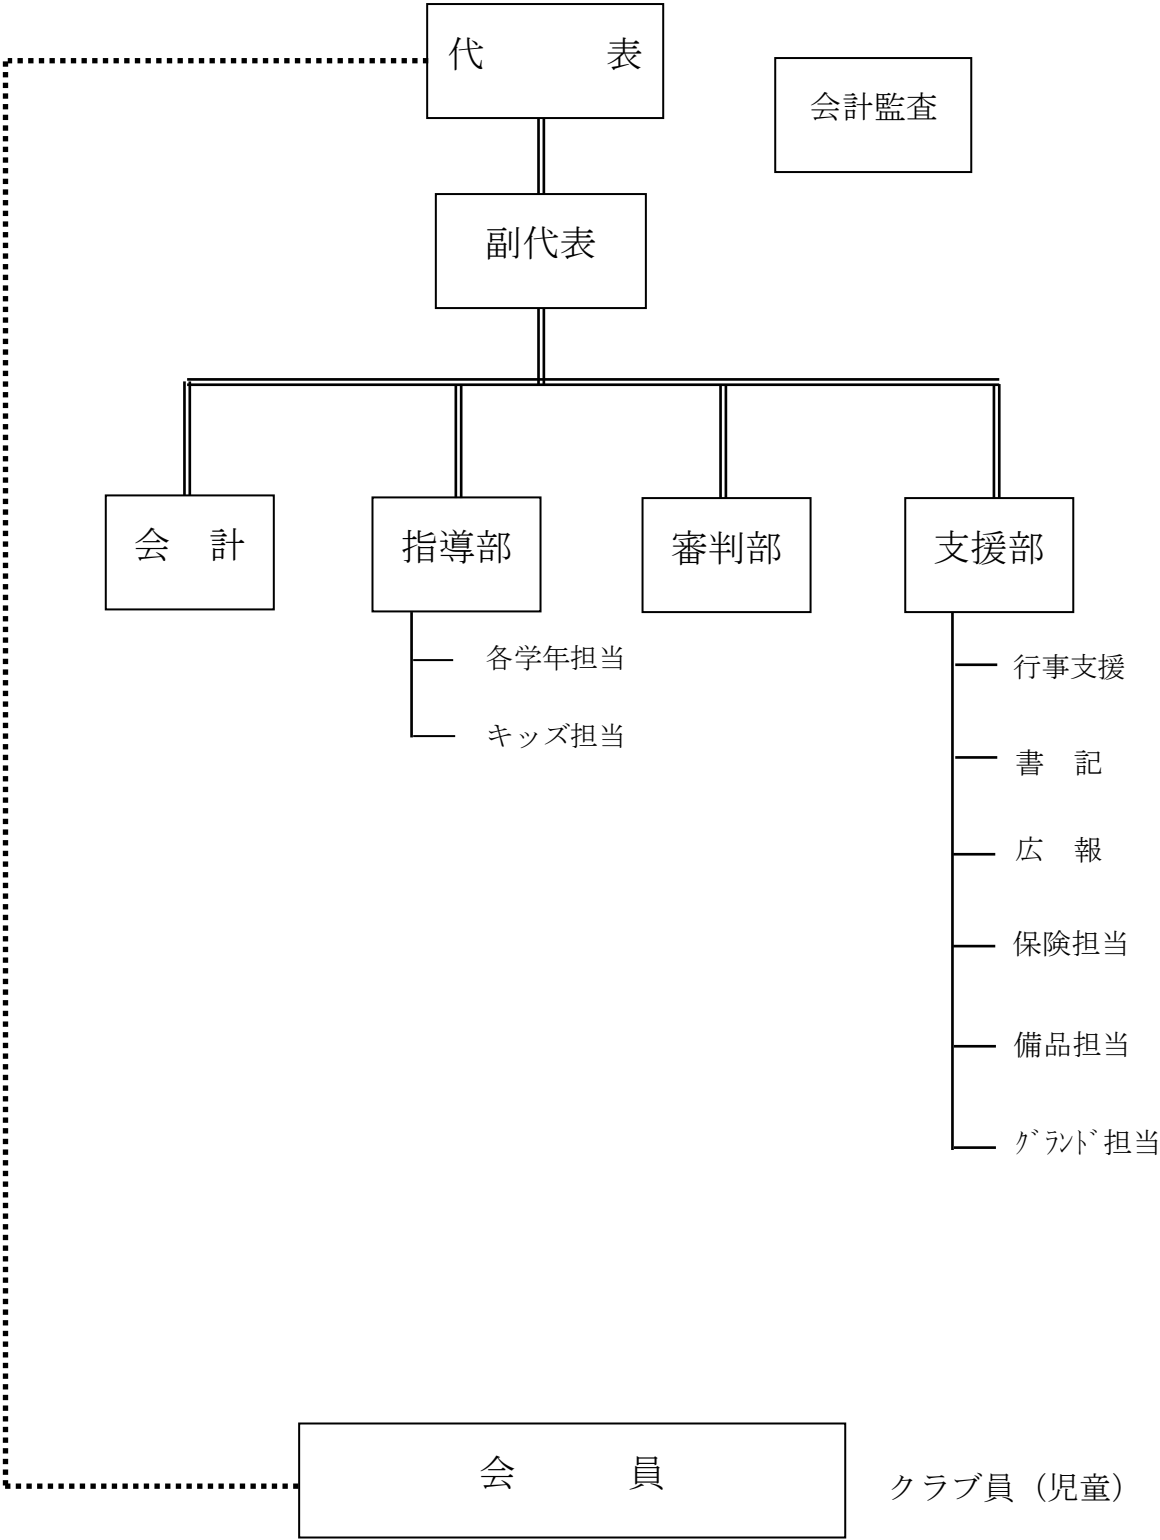 代　　　表
会計監査
副代表
会　計
指導部
審判部
支援部
各学年担当
キッズ担当
行事支援
書　記
広　報
保険担当
備品担当
ｸﾞﾗﾝﾄﾞ担当
会　　　員
クラブ員（児童）